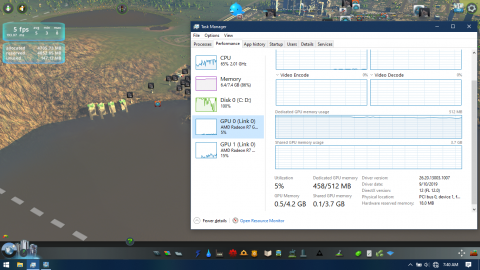 5 fps
Task Manager
File Options View
Processes Performance App history Startup Users Details Services
CPU
65% 2.01 GHz
Memory
6.4/7.4 GB (86%)
Disk 0 (C: D:)
100%
GPU 0 (Link 0)
AMD Radeon R7 G...
5%
GPU 1 (Link 0)
AMD Radeon R7 ...
15%
Video Encode
Video Decode
Dedicated GPU memory usage
512 MB
Shared GPU memory usage
3.7 GB
Utilization
5%
Dedicated GPU memory
458/512 MB
Driver version:
26.20.13003.1007
Driver date:
9/10/2019
DirectX version:
12 (FL 12.0)
Physical location:
PCI bus 0, device 1, f...
GPU Memory
0.5/4.2 GB
Shared GPU memory
0.1/3.7 GB
Hardware reserved memory:
Fewer details
Open Resource Monitor
7:40 AM